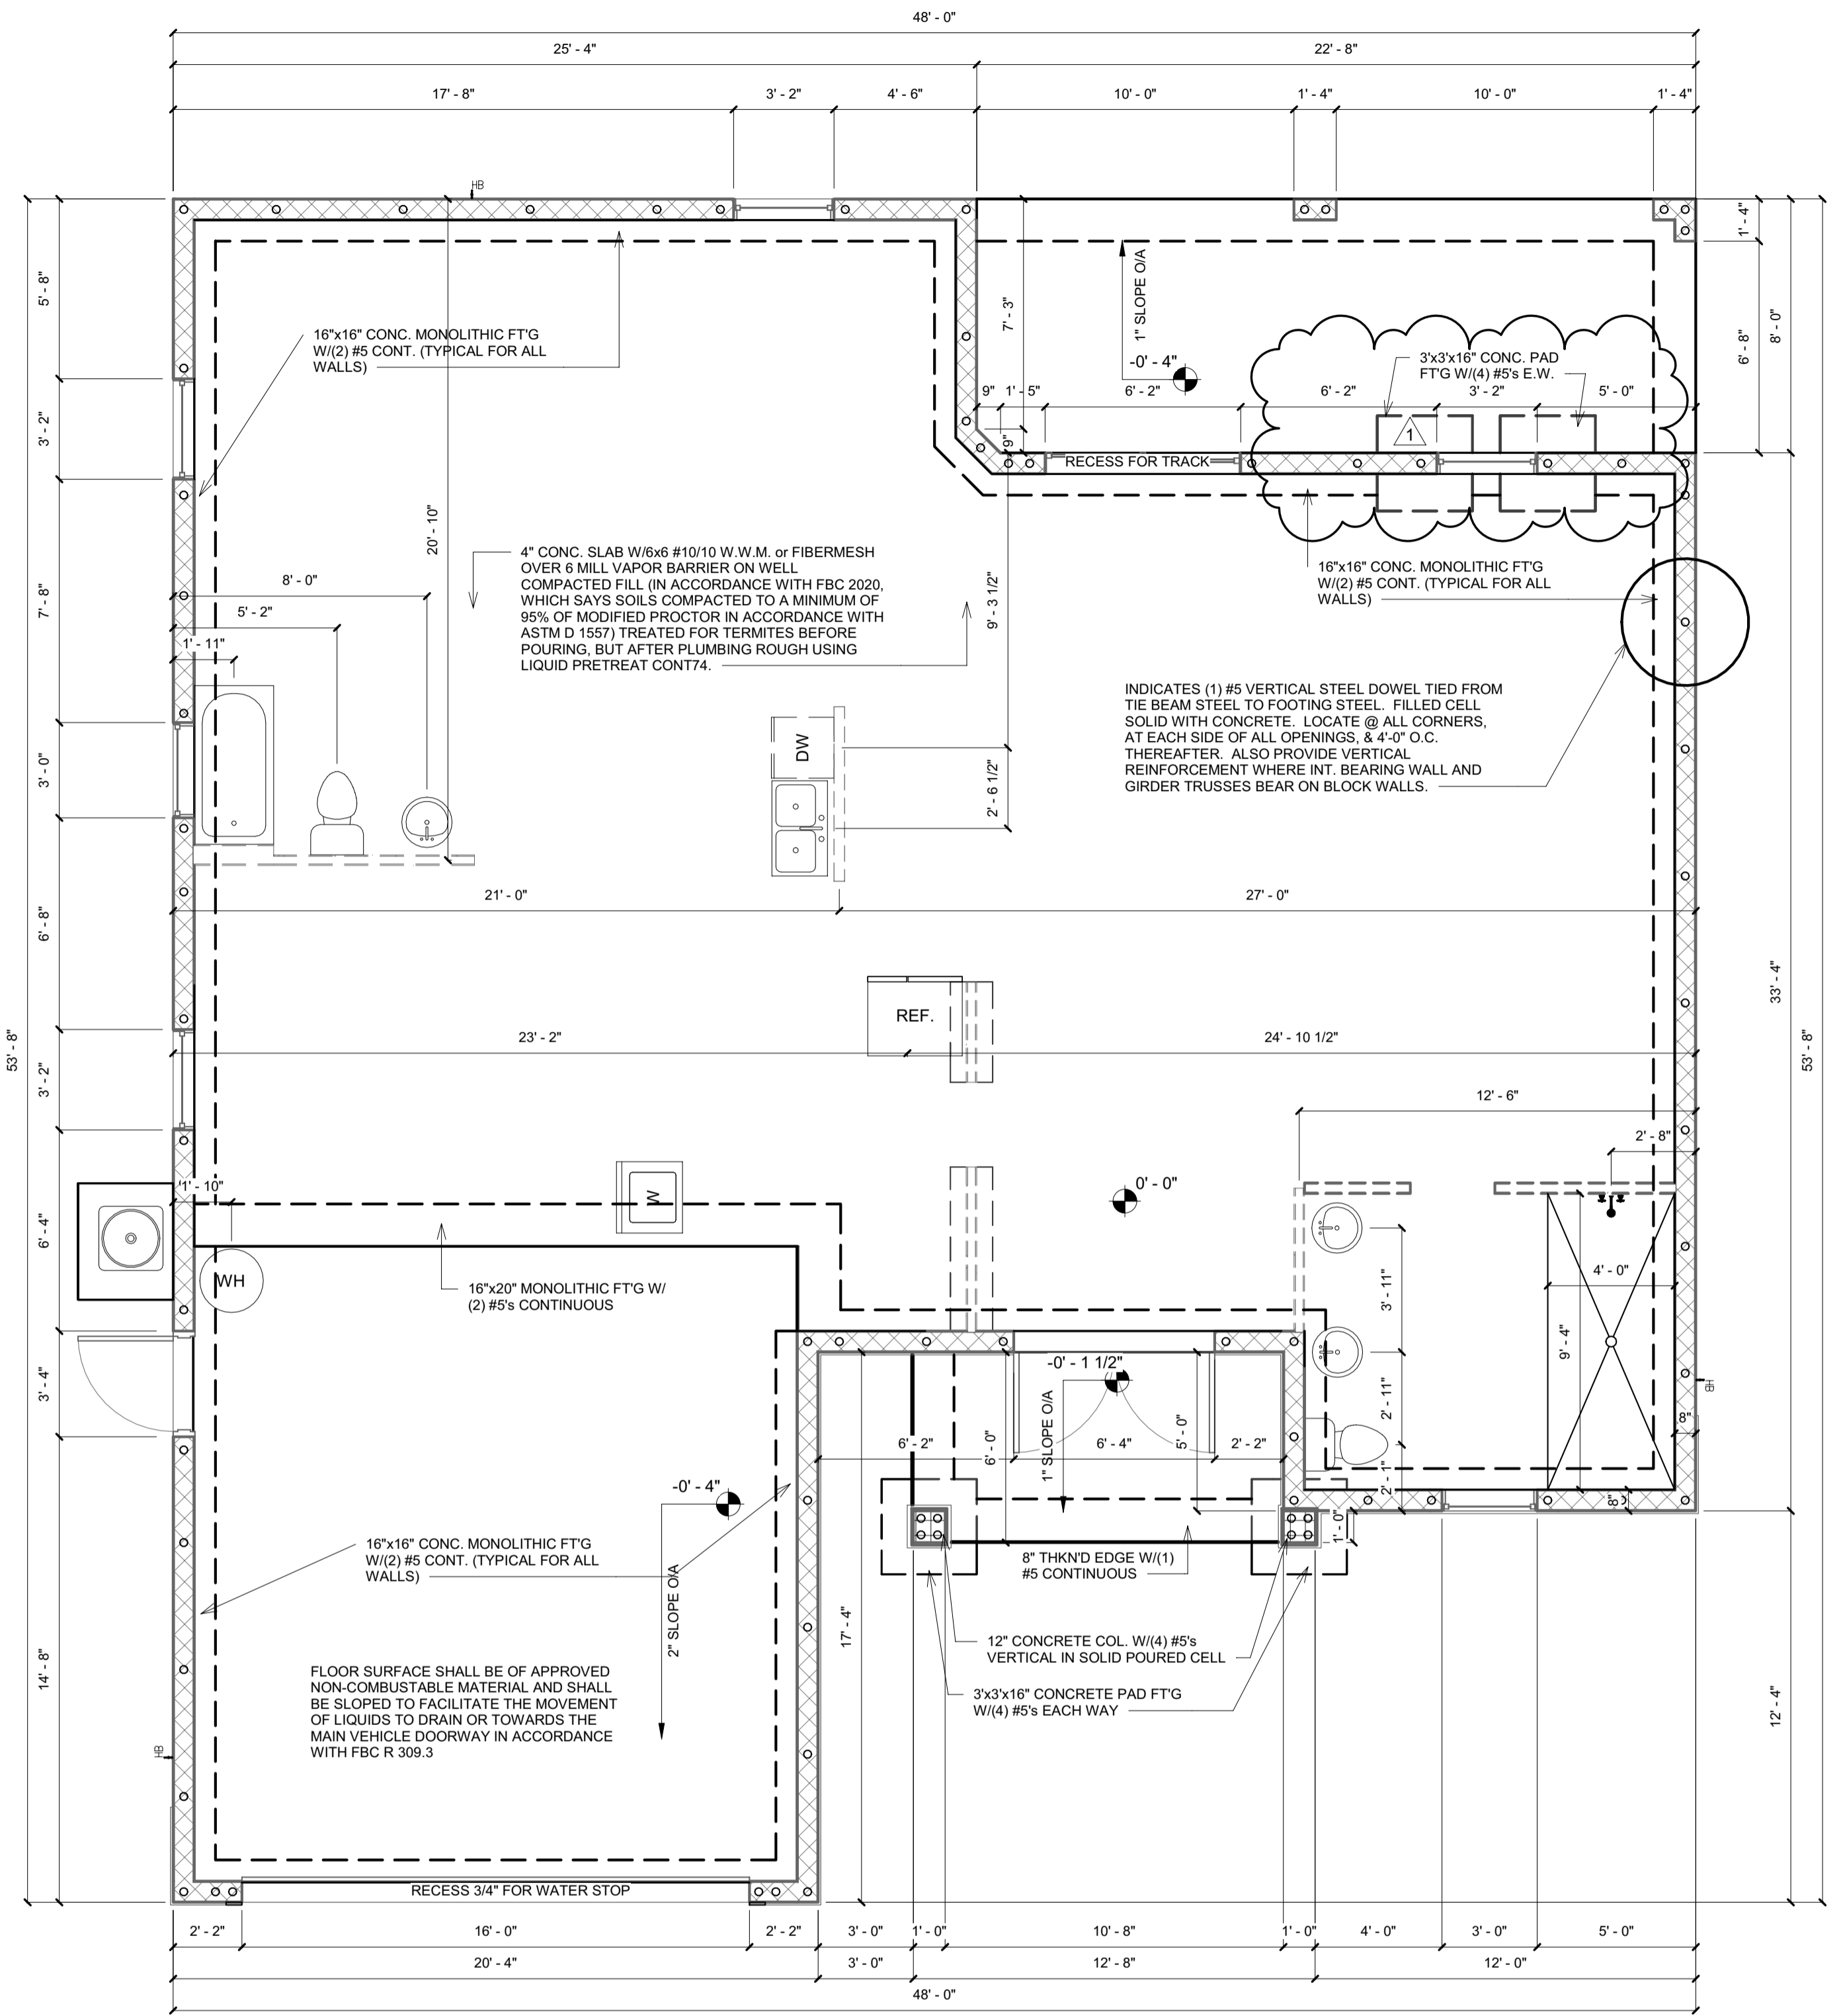 48' - 0"
25' - 4"
22' - 8"
17' - 8"
3' - 2"
4' - 6"
10' - 0"
1' - 4"
10' - 0"
1' - 4"
HB
5' - 8"
3' - 2"
7' - 8"
3' - 0"
6' - 8"
3' - 2"
6' - 4"
3' - 4"
14' - 8"
53' - 8"
16"x16" CONC. MONOLITHIC FT'G
W/(2) #5 CONT. (TYPICAL FOR ALL
WALLS)
20' - 10"
7' - 3"
1" SLOPE O/A
-0' - 4"
3'x3'x16" CONC. PAD
FT'G W/(4) #5's E.W.
9"
1' - 5"
6' - 2"
6' - 2"
3' - 2"
5' - 0"
9"
1
RECESS FOR TRACK
1' - 4"
6' - 8"
8' - 0"
33' - 4"
53' - 8"
12' - 4"
8' - 0"
5' - 2"
1' - 11"
4" CONC. SLAB W/6x6 #10/10 W.W.M. or FIBERMESH
OVER 6 MILL VAPOR BARRIER ON WELL
COMPACTED FILL (IN ACCORDANCE WITH FBC 2020,
WHICH SAYS SOILS COMPACTED TO A MINIMUM OF
95% OF MODIFIED PROCTOR IN ACCORDANCE WITH
ASTM D 1557) TREATED FOR TERMITES BEFORE
POURING, BUT AFTER PLUMBING ROUGH USING
LIQUID PRETREAT CONT74.
9' - 3 1/2"
16"x16" CONC. MONOLITHIC FT'G
W/(2) #5 CONT. (TYPICAL FOR ALL
WALLS)
INDICATES (1) #5 VERTICAL STEEL DOWEL TIED FROM
TIE BEAM STEEL TO FOOTING STEEL. FILLED CELL
SOLID WITH CONCRETE. LOCATE @ ALL CORNERS,
AT EACH SIDE OF ALL OPENINGS, & 4'-0" O.C.
THEREAFTER. ALSO PROVIDE VERTICAL
REINFORCEMENT WHERE INT. BEARING WALL AND
GIRDER TRUSSES BEAR ON BLOCK WALLS.
DW
2' - 6 1/2"
21' - 0"
27' - 0"
REF.
23' - 2"
24' - 10 1/2"
12' - 6"
2' - 8"
1' - 10"
W
0' - 0"
WH
16"x20" MONOLITHIC FT'G W/
(2) #5's CONTINUOUS
3' - 11"
4' - 0"
9' - 4"
2' - 11"
2' - 1"
8"
8"
HB
-0' - 1 1/2"
6' - 2"
6' - 0"
1" SLOPE O/A
6' - 4"
5' - 0"
2' - 2"
1' - 0"
-0' - 4"
16"x16" CONC. MONOLITHIC FT'G
W/(2) #5 CONT. (TYPICAL FOR ALL
WALLS)
2" SLOPE O/A
17' - 4"
8" THKN'D EDGE W/(1)
#5 CONTINUOUS
12" CONCRETE COL. W/(4) #5's
VERTICAL IN SOLID POURED CELL
3'x3'x16" CONCRETE PAD FT'G
W/(4) #5's EACH WAY
FLOOR SURFACE SHALL BE OF APPROVED
NON-COMBUSTABLE MATERIAL AND SHALL
BE SLOPED TO FACILITATE THE MOVEMENT
OF LIQUIDS TO DRAIN OR TOWARDS THE
MAIN VEHICLE DOORWAY IN ACCORDANCE
WITH FBC R 309.3
HB
RECESS 3/4" FOR WATER STOP
2' - 2"
16' - 0"
2' - 2"
3' - 0"
1' - 0"
10' - 8"
1' - 0"
4' - 0"
3' - 0"
5' - 0"
20' - 4"
3' - 0"
12' - 8"
12' - 0"
48' - 0"